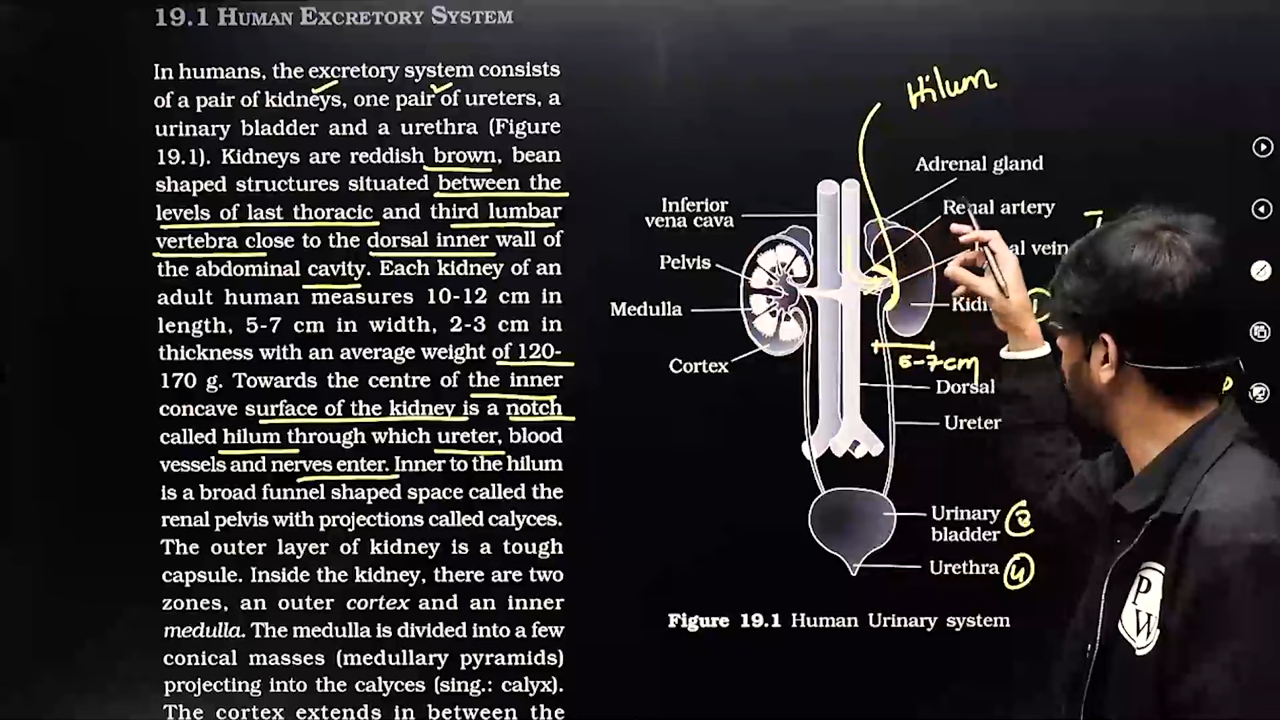 19.1 HUMAN EXCRETORY SYSTEM
In humans, the excretory system consists
of a pair of kidneys, one pair of ureters, a
urinary bladder and a urethra (Figure
19.1). Kidneys are reddish brown, bean
shaped structures situated between the
levels of last thoracic and third lumbar
vertebra close to the dorsal inner wall of
the abdominal cavity. Each kidney of an
adult human measures 10-12 cm in
length, 5-7 cm in width, 2-3 cm in
thickness with an average weight of 120-
170 g. Towards the centre of the inner
concave surface of the kidney is a notch
called hilum through which ureter, blood
vessels and nerves enter. Inner to the hilum
is a broad funnel shaped space called the
renal pelvis with projections called calyces.
The outer layer of kidney is a tough
capsule. Inside the kidney, there are two
zones, an outer cortex and an inner
medulla. The medulla is divided into a few
conical masses (medullary pyramids)
projecting into the calyces (sing.: calyx).
The cortex extends in between the
Hilum
Adrenal gland
Renal artery
vein
Inferior
vena cava
Pelvis
Medulla
Cortex
5-7cm
Dorsal
Ureter
Urinary
bladder
Urethra 4
Figure 19.1 Human Urinary system
P
W